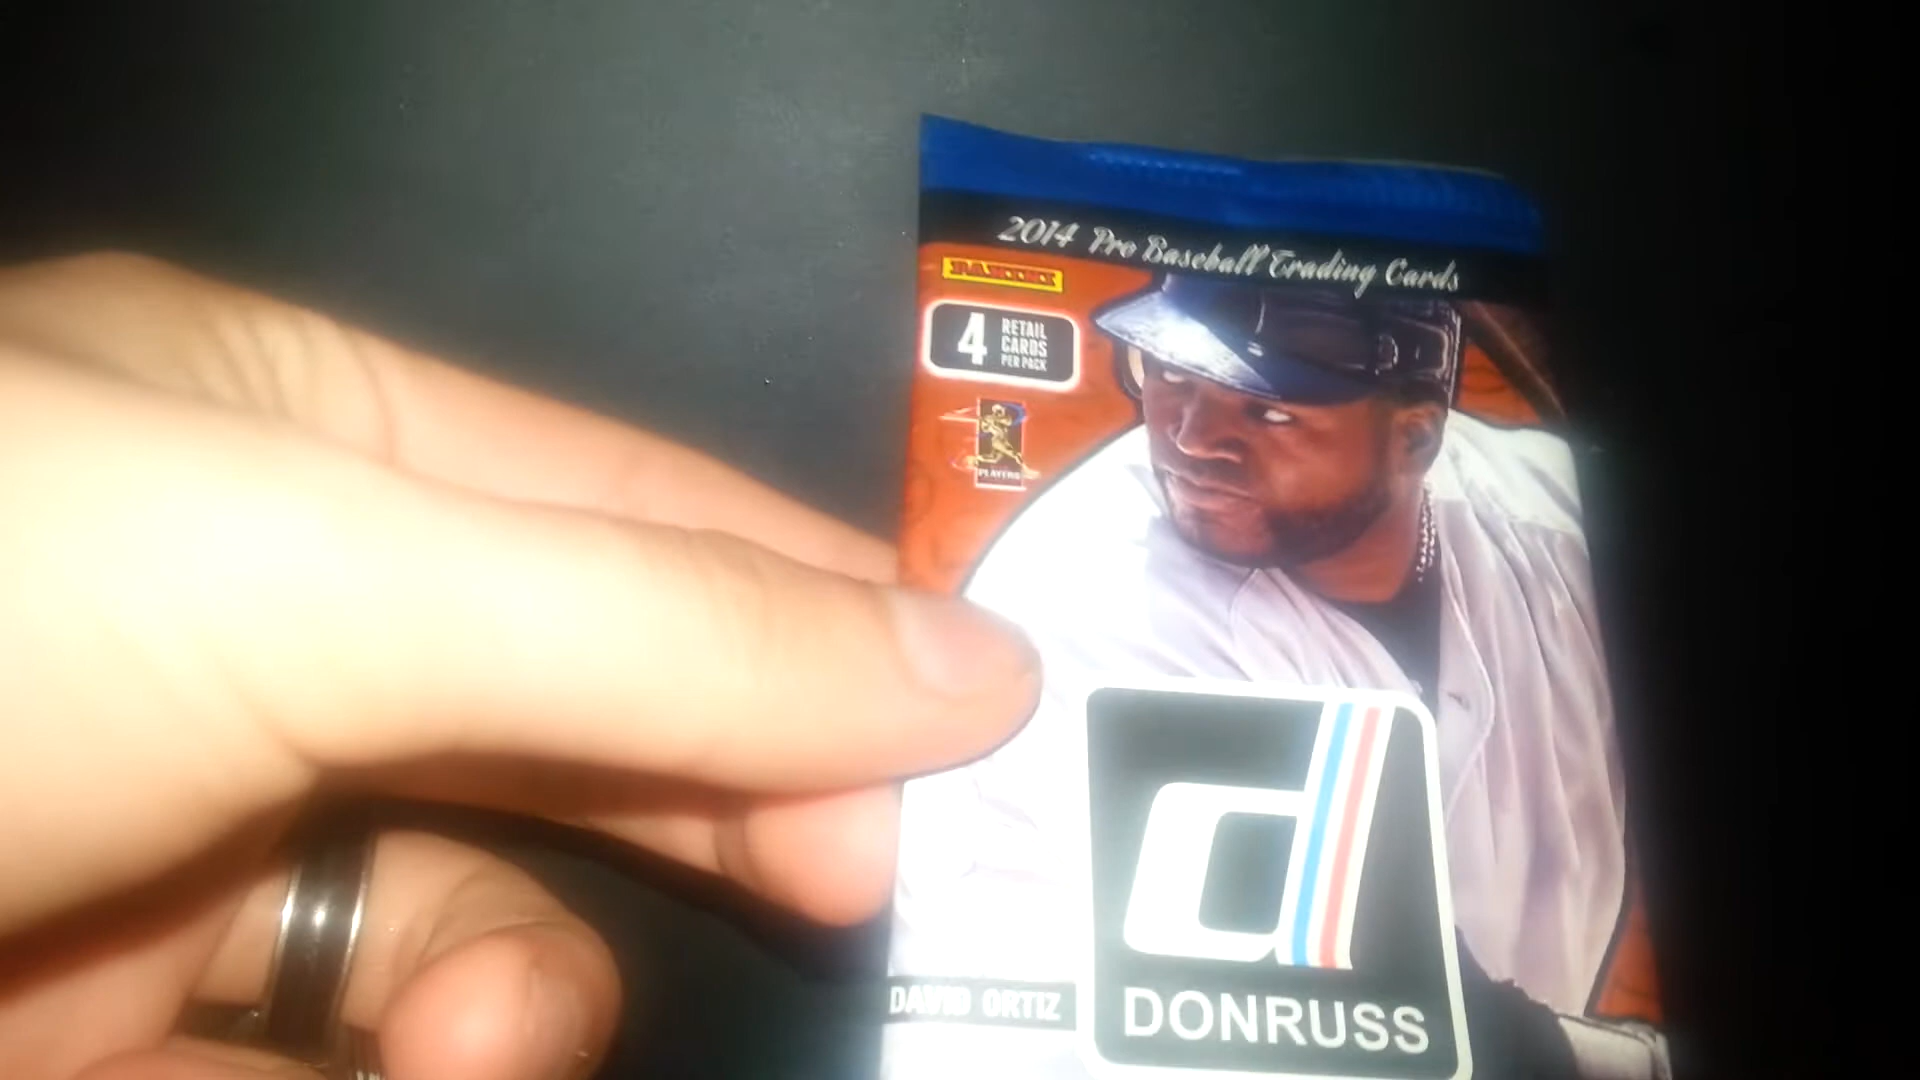 2014 Pro Baseball Trading Cards
PANINI
4 RETAIL
CARDS
PER PACK
PLAYERS
d
DAVID ORTIZ
DONRUSS